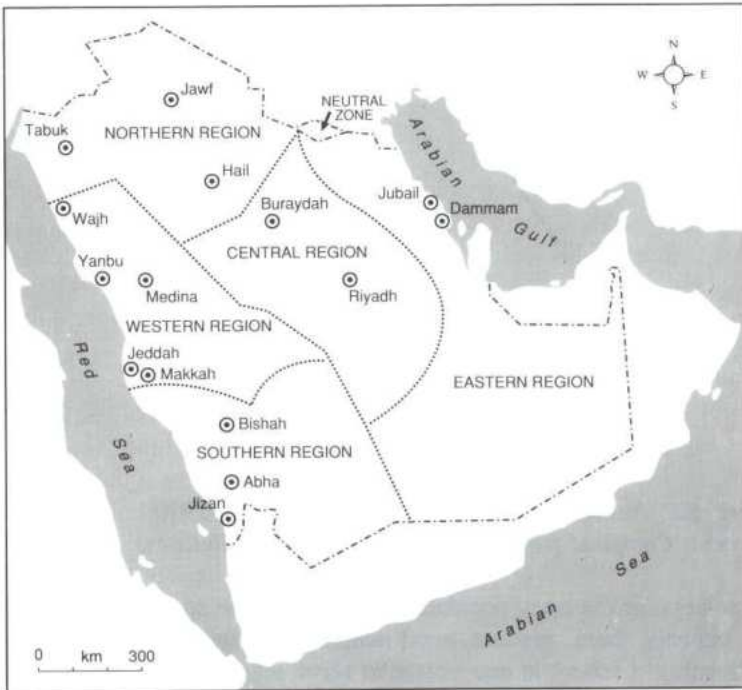 N
W E
S
Jawf
NEUTRAL
ZONE
Tabuk
NORTHERN REGION
Hail
Arabian
Gulf
Jubail
Dammam
Wajh
Buraydah
CENTRAL REGION
Yanbu
Medina
Riyadh
WESTERN REGION
Red
Sea
Jeddah
Makkah
EASTERN REGION
Bishah
SOUTHERN REGION
Abha
Jizan
Arabian Sea
0 km 300